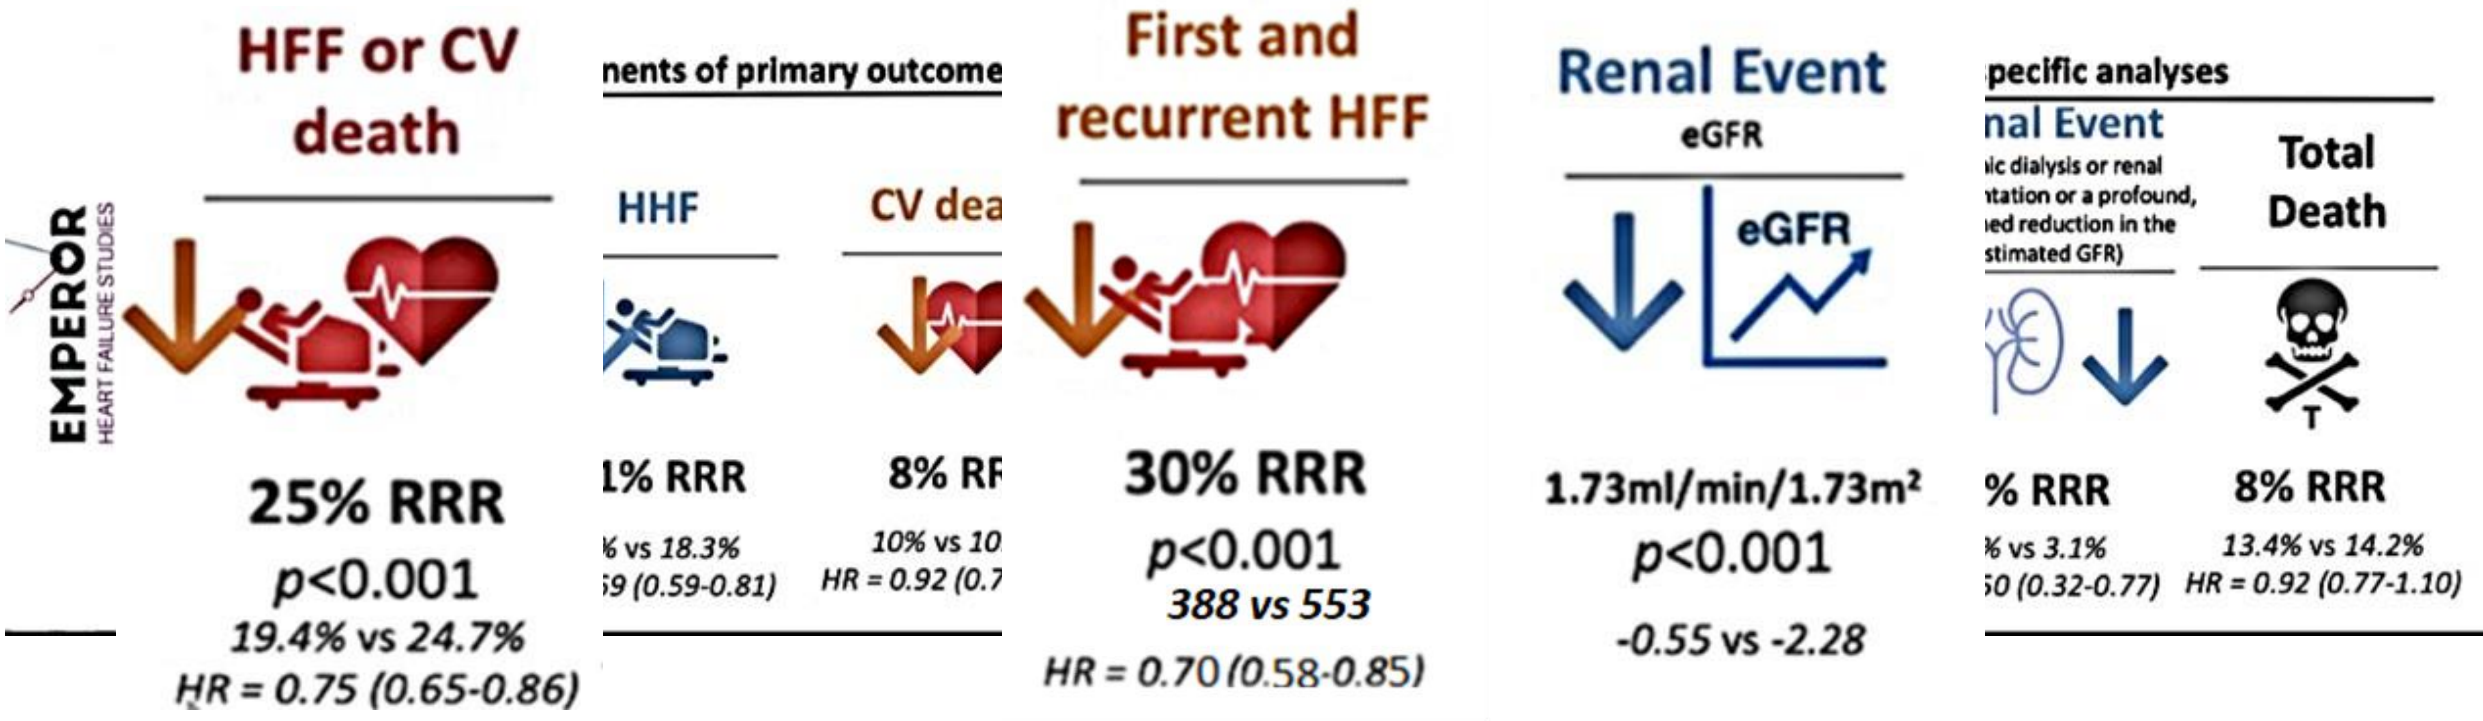 EMPEROR
HEART FAILURE STUDIES
HFF or CV
death
25% RRR
p<0.001
19.4% vs 24.7%
HR = 0.75 (0.65-0.86)
nents of primary outcome
HHF
1% RRR
% vs 18.3%
59 (0.59-0.81)
CV dea
8% RR
10% vs 10.
HR = 0.92 (0.7
First and
recurrent HFF
30% RRR
p<0.001
388 vs 553
HR = 0.70 (0.58-0.85)
Renal Event
eGFR
eGFR
1.73ml/min/1.73m²
p<0.001
-0.55 vs -2.28
pecific analyses
nal Event
ic dialysis or renal
ntation or a profound,
ned reduction in the
stimated GFR)
% RRR
% vs 3.1%
50 (0.32-0.77)
Total
Death
T
8% RRR
13.4% vs 14.2%
HR = 0.92 (0.77-1.10)